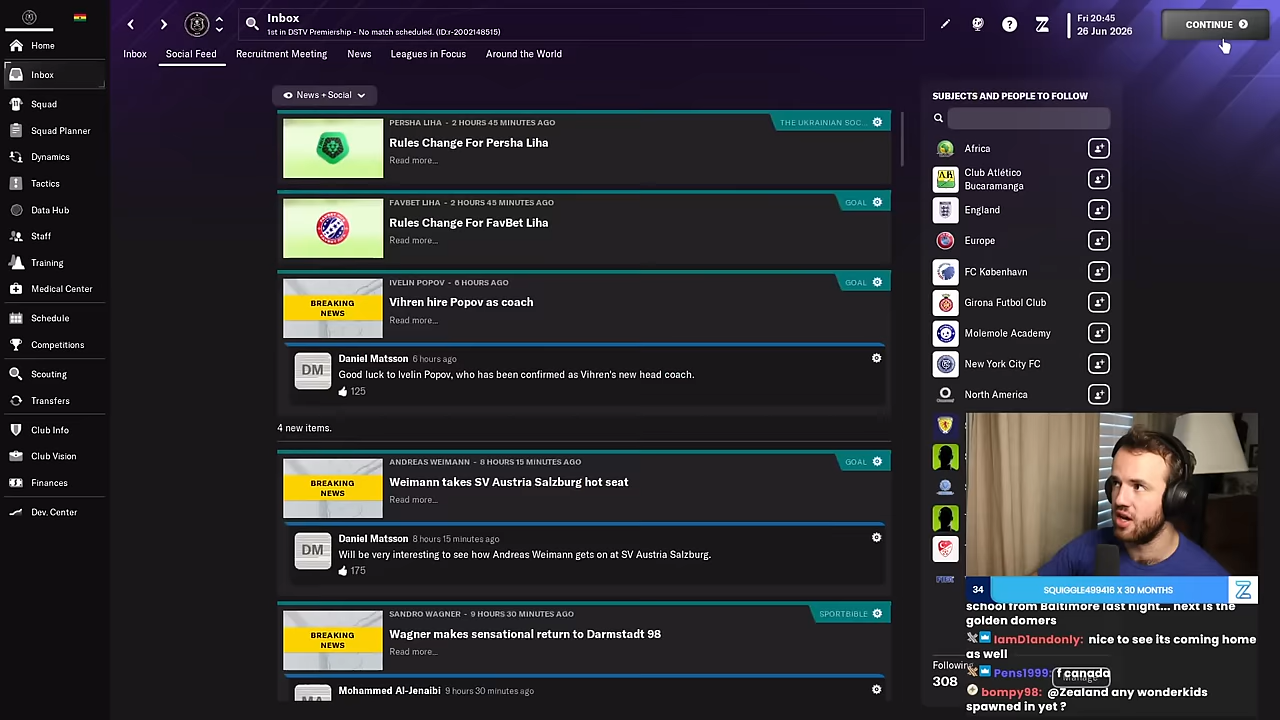 Inbox
1st in DSTV Premiership - No match scheduled. (ID:r-2002148515)
Fri 20:45
26 Jun 2026
CONTINUE
Inbox
Social Feed
Recruitment Meeting
News
Leagues in Focus
Around the World
Home
Inbox
Squad
Squad Planner
Dynamics
Tactics
Data Hub
Staff
Training
Medical Center
Schedule
Competitions
Scouting
Transfers
Club Info
Club Vision
Finances
Dev. Center
News + Social
PERSHA LIHA - 2 HOURS 45 MINUTES AGO
THE UKRAINIAN SOC...
Rules Change For Persha Liha
Read more...
FAVBET LIHA - 2 HOURS 45 MINUTES AGO
GOAL
Rules Change For FavBet Liha
Read more...
IVELIN POPOV - 6 HOURS AGO
GOAL
BREAKING
NEWS
Vihren hire Popov as coach
Read more...
DM
Daniel Matsson 6 hours ago
Good luck to Ivelin Popov, who has been confirmed as Vihren's new head coach.
125
4 new items.
ANDREAS WEIMANN - 8 HOURS 15 MINUTES AGO
GOAL
BREAKING
NEWS
Weimann takes SV Austria Salzburg hot seat
Read more...
DM
Daniel Matsson 8 hours 15 minutes ago
Will be very interesting to see how Andreas Weimann gets on at SV Austria Salzburg.
175
SANDRO WAGNER - 9 HOURS 30 MINUTES AGO
SPORTBIBLE
BREAKING
NEWS
Wagner makes sensational return to Darmstadt 98
Read more...
Mohammed Al-Jenaibi 9 hours 30 minutes ago
SUBJECTS AND PEOPLE TO FOLLOW
Africa
Club Atlético
Bucaramanga
England
Europe
FC København
Girona Futbol Club
Molemole Academy
New York City FC
North America
Following
308
Manage
34
SQUIGGLE499416 X 30 MONTHS
Z
school from Baltimore last night... next is the
golden domers
IamD1andonly: nice to see its coming home
as well
Pens1999: f canada
bompy98: @Zealand any wonderkids
spawned in yet ?